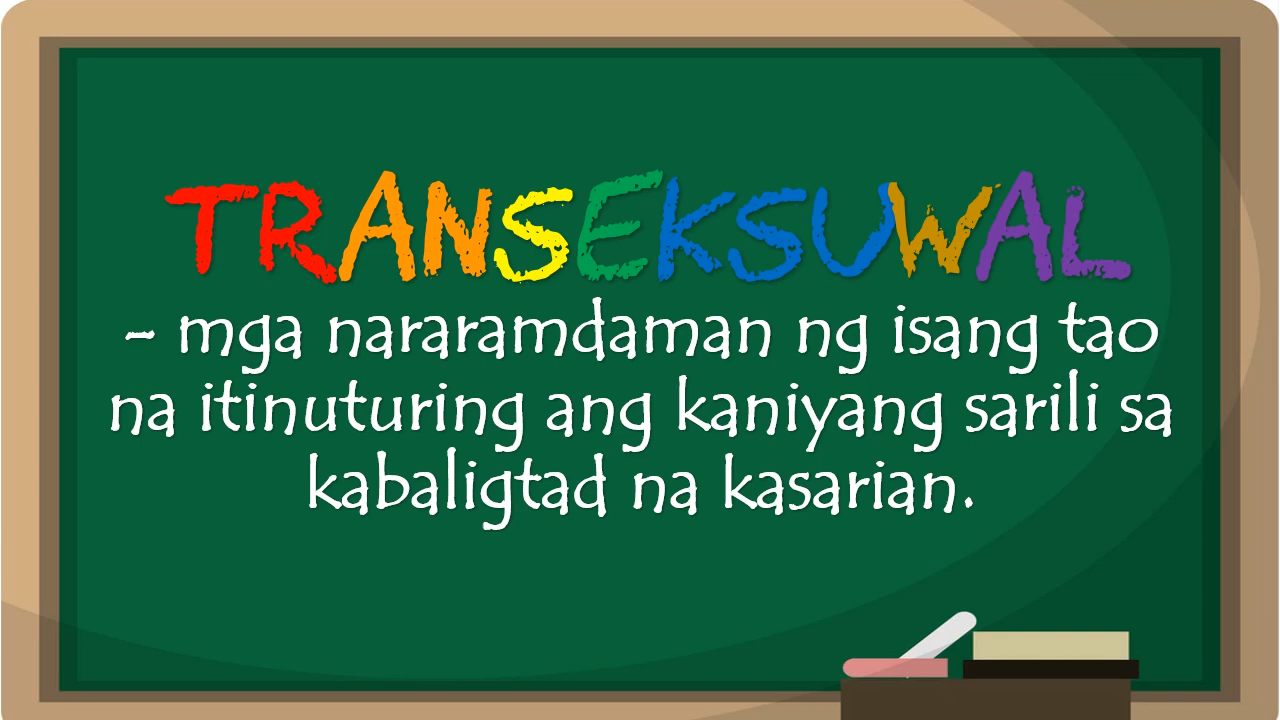 TRANSEKSUWAL
- mga nararamdaman ng isang tao
na itinuturing ang kaniyang sarili sa
kabaligtad na kasarian.